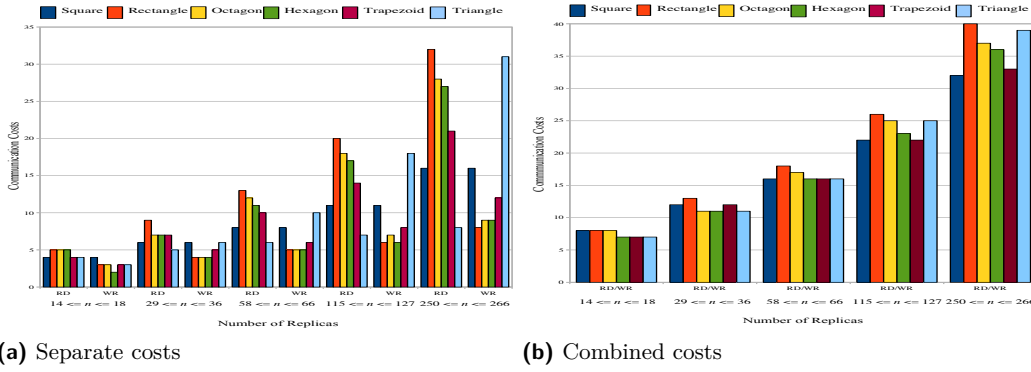 Square Rectangle Octagon Hexagon Trapezoid Triangle
35
30
25
20
15
10
5
0
Communication Costs
RD WR RD WR RD WR RD WR RD WR
14 <= n <= 18 29 <= n <= 36 58 <= n <= 66 115 <= n <= 127 250 <= n <= 266
Number of Replicas
(a) Separate costs
Square Rectangle Octagon Hexagon Trapezoid Triangle
40
35
30
25
20
15
10
5
0
Commmunication Costs
RD/WR RD/WR RD/WR RD/WR RD/WR
14 <= n <= 18 29 <= n <= 36 58 <= n <= 66 115 <= n <= 127 250 <= n <= 266
Number of Replicas
(b) Combined costs